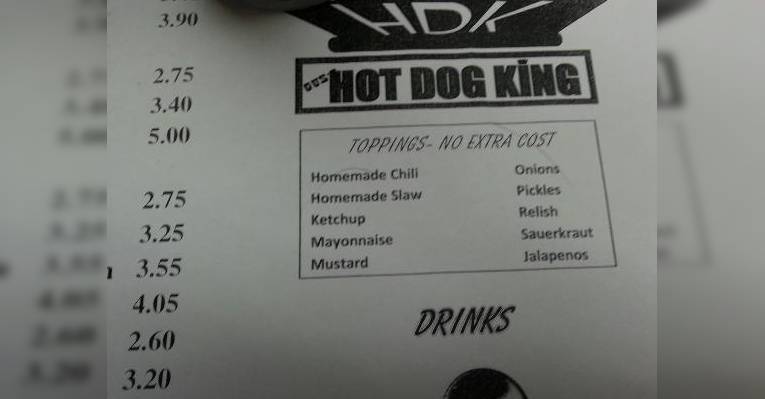 3.90
2.75
3.40
5.00
2.75
3.25
3.55
4.05
2.60
3.20
HDK
Gus' HOT DOG KING
TOPPINGS- NO EXTRA COST
Homemade Chili
Homemade Slaw
Ketchup
Mayonnaise
Mustard
Onions
Pickles
Relish
Sauerkraut
Jalapenos
DRINKS